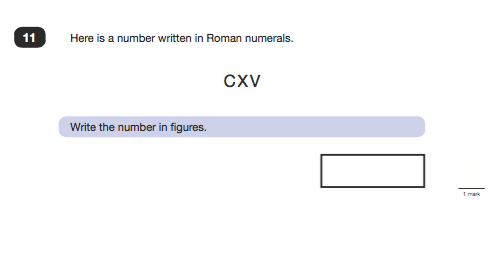 11 Here is a number written in Roman numerals.
CXV
Write the number in figures.
1 mark